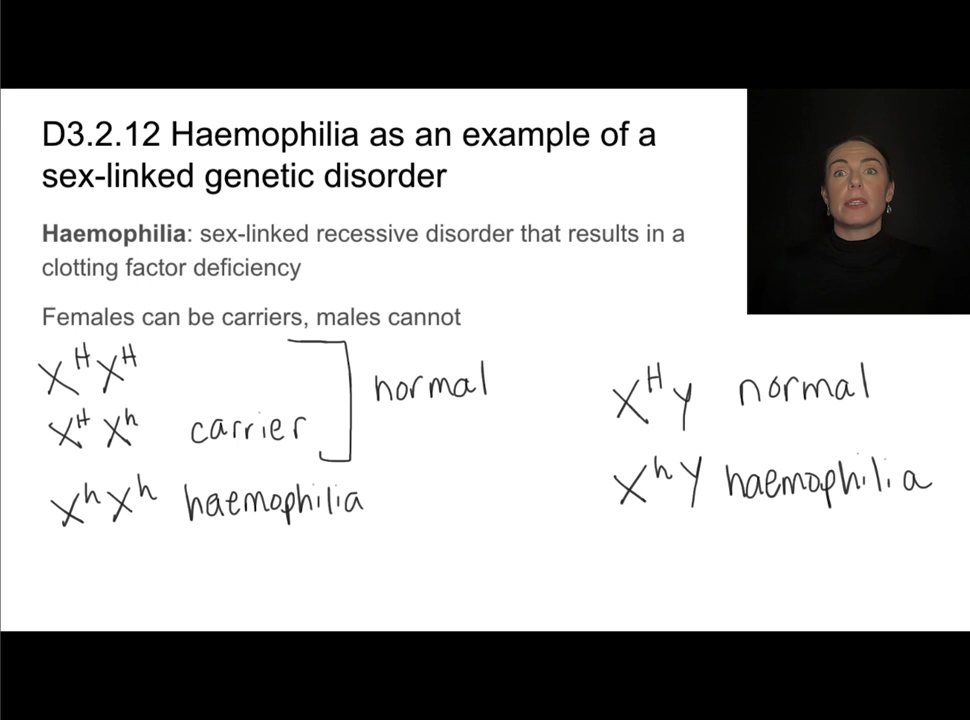 D3.2.12 Haemophilia as an example of a
sex-linked genetic disorder
Haemophilia: sex-linked recessive disorder that results in a
clotting factor deficiency
Females can be carriers, males cannot
X^H X^H
X^H X^h carrier
normal
X^h X^h haemophilia
X^H Y normal
X^h Y haemophilia